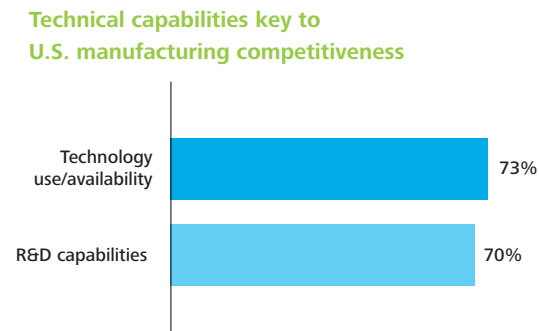 Technical capabilities key to
U.S. manufacturing competitiveness
Technology
use/availability
73%
R&D capabilities
70%